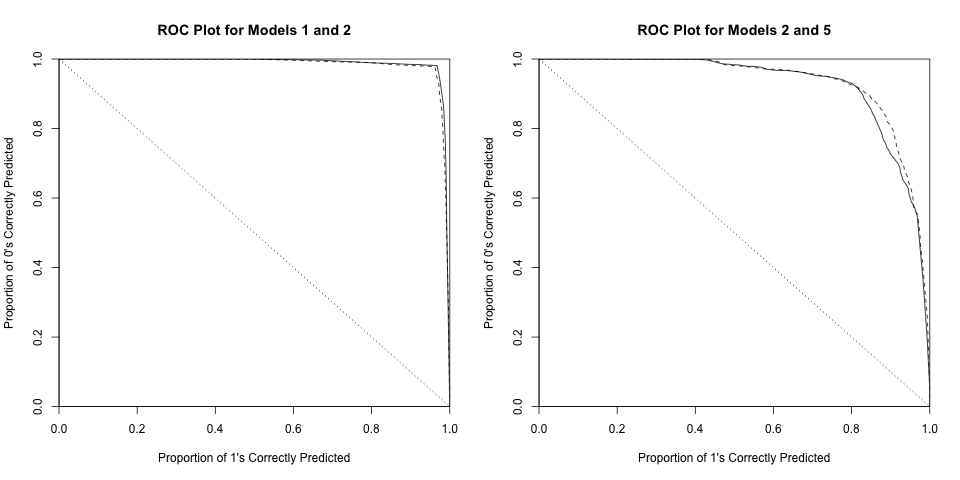 ROC Plot for Models 1 and 2
Proportion of 0's Correctly Predicted
1.0
0.8
0.6
0.4
0.2
0.0
0.0 0.2 0.4 0.6 0.8 1.0
Proportion of 1's Correctly Predicted
ROC Plot for Models 2 and 5
Proportion of 0's Correctly Predicted
1.0
0.8
0.6
0.4
0.2
0.0
0.0 0.2 0.4 0.6 0.8 1.0
Proportion of 1's Correctly Predicted